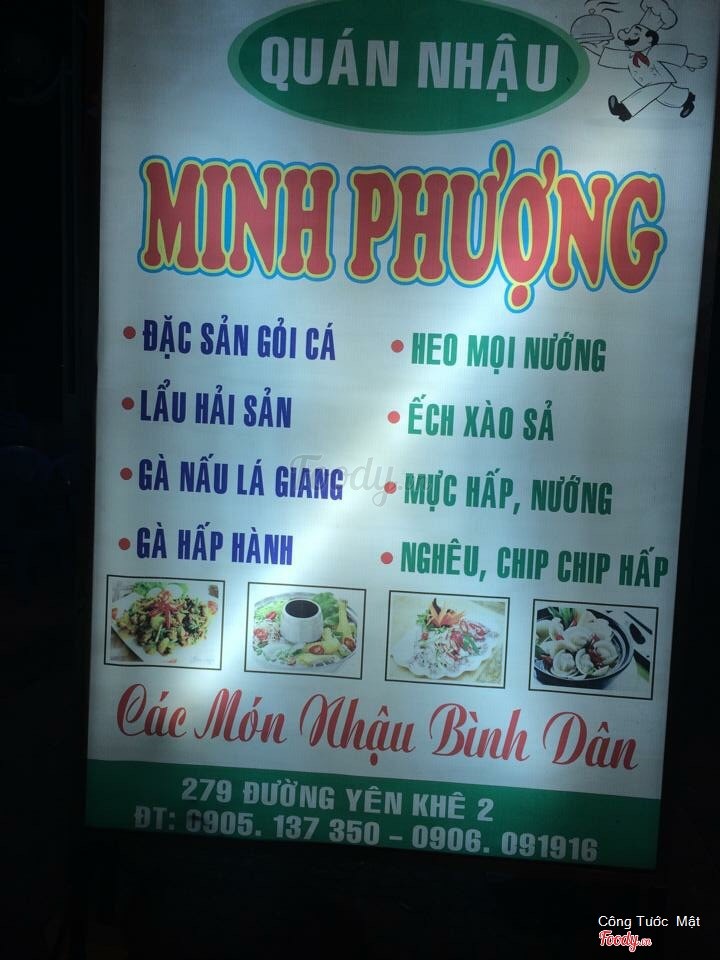 QUÁN NHẬU
MINH PHƯỢNG
• ĐẶC SẢN GỎI CÁ
• LẨU HẢI SẢN
• GÀ NẤU LÁ GIANG
• GÀ HẤP HÀNH
• HEO MỌI NƯỚNG
• ẾCH XÀO SẢ
• MỰC HẤP, NƯỚNG
• NGHÊU, CHIP CHIP HẤP
Các Món Nhậu Bình Dân
279 ĐƯỜNG YÊN KHÊ 2
ĐT: 0905. 137 350 - 0906. 091916
Foody.vn
Công Tước Mật
Foody.vn